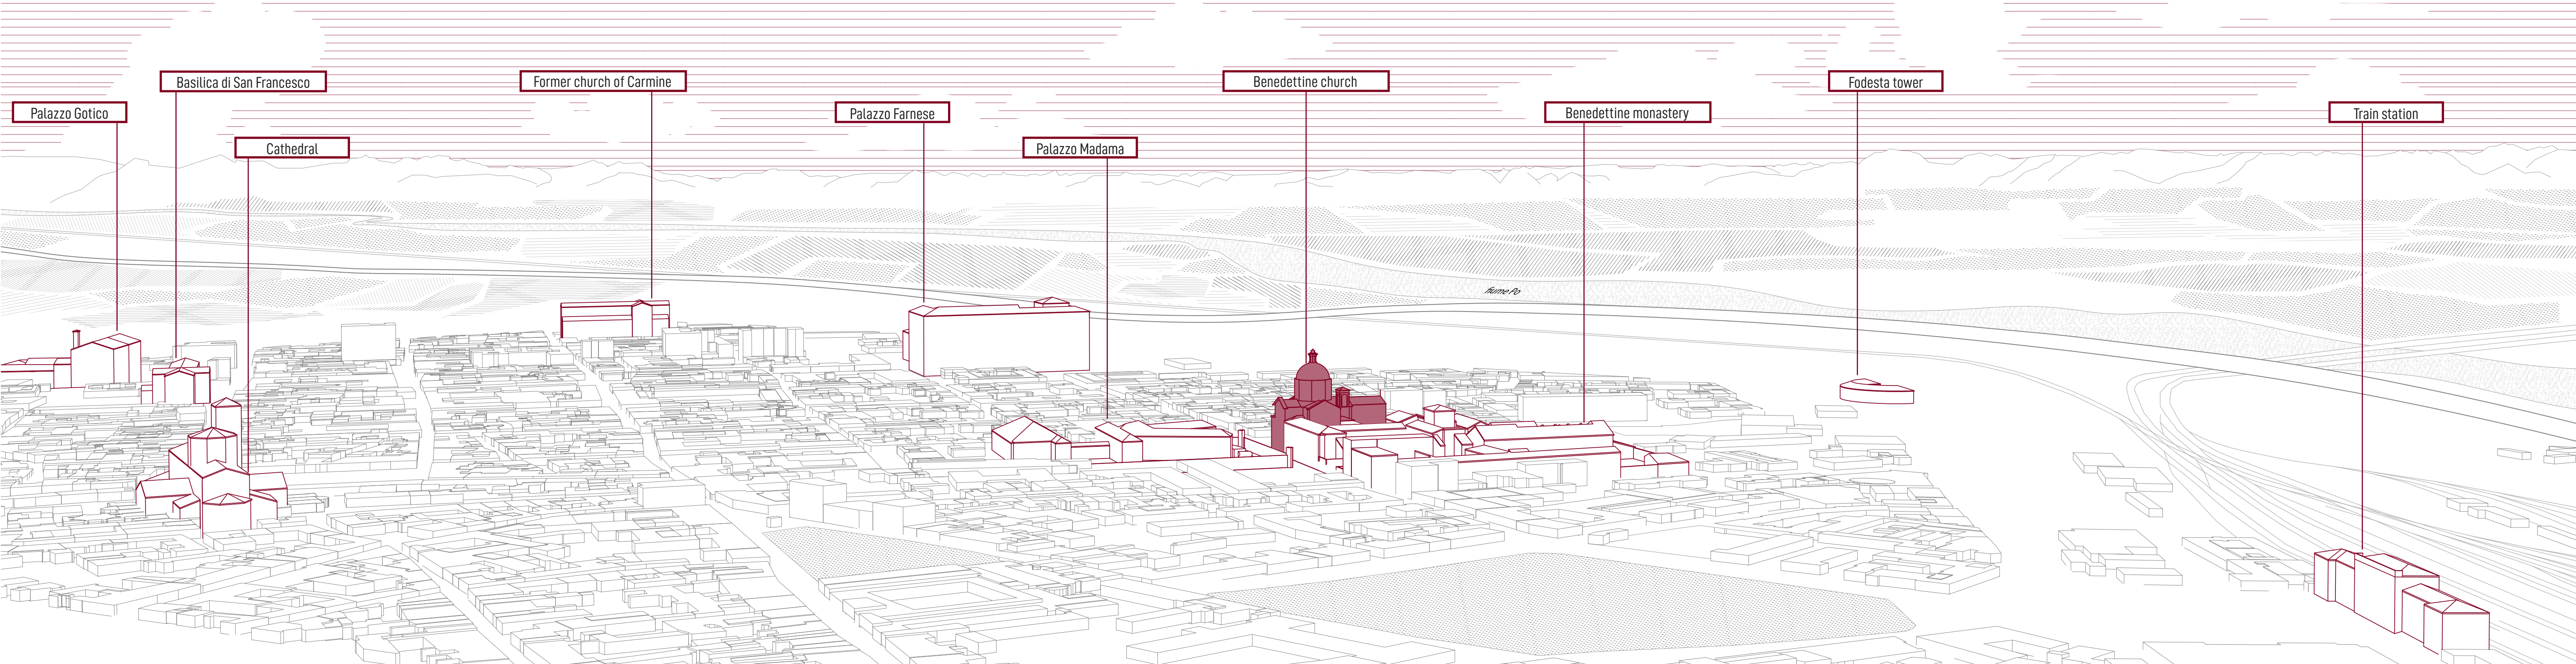 Basilica di San Francesco
Former church of Carmine
Benedettine church
Fodesta tower
Palazzo Gotico
Palazzo Farnese
Benedettine monastery
Train station
Cathedral
Palazzo Madama
fiume Po